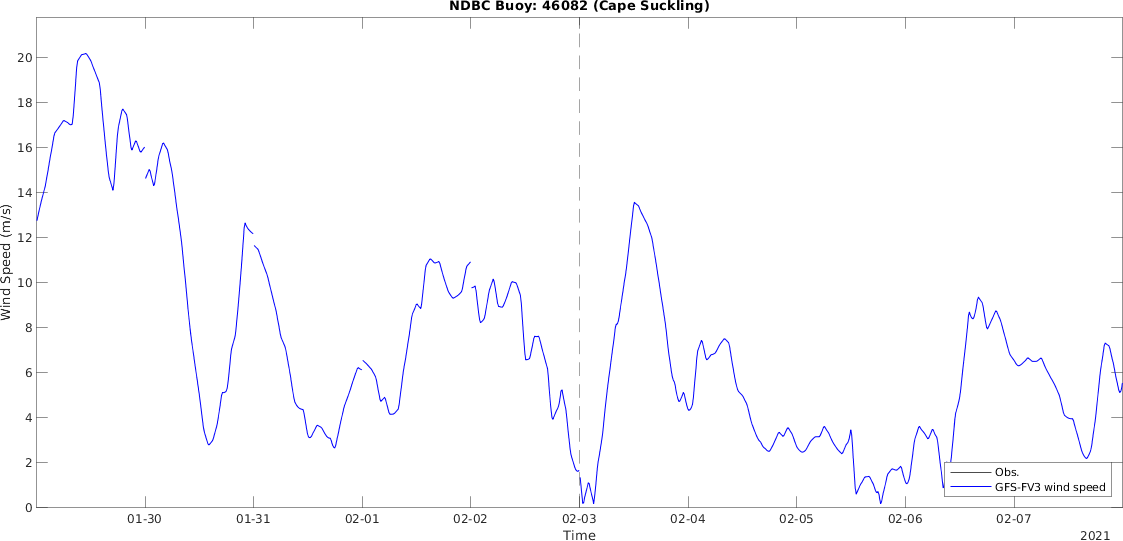 NDBC Buoy: 46082 (Cape Suckling)
Wind Speed (m/s)
20
18
16
14
12
10
8
6
4
2
0
Obs.
GFS-FV3 wind speed
01-30 01-31 02-01 02-02 02-03 02-04 02-05 02-06 02-07
Time
2021